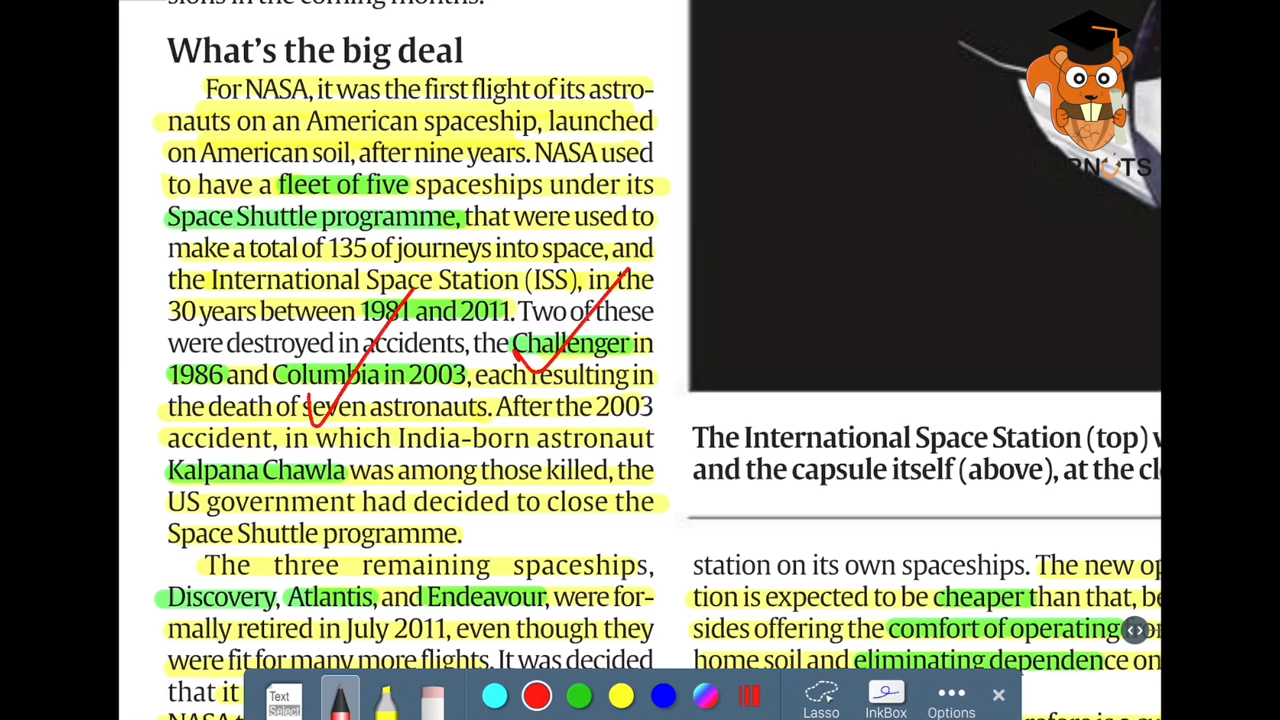 sions in the coming months.
What's the big deal
For NASA, it was the first flight of its astro-
nauts on an American spaceship, launched
on American soil, after nine years. NASA used
to have a fleet of five spaceships under its
Space Shuttle programme, that were used to
make a total of 135 of journeys into space, and
the International Space Station (ISS), in the
30 years between 1981 and 2011. Two of these
were destroyed in accidents, the Challenger in
1986 and Columbia in 2003, each resulting in
the death of seven astronauts. After the 2003
accident, in which India-born astronaut
Kalpana Chawla was among those killed, the
US government had decided to close the
Space Shuttle programme.
The three remaining spaceships,
Discovery, Atlantis, and Endeavour, were for-
mally retired in July 2011, even though they
were fit for many more flights. It was decided
that it
The International Space Station (top)
and the capsule itself (above), at the
station on its own spaceships. The new
tion is expected to be cheaper than that,
sides offering the comfort of operating
home soil and eliminating dependence on
Text
Select
Lasso
InkBox
Options